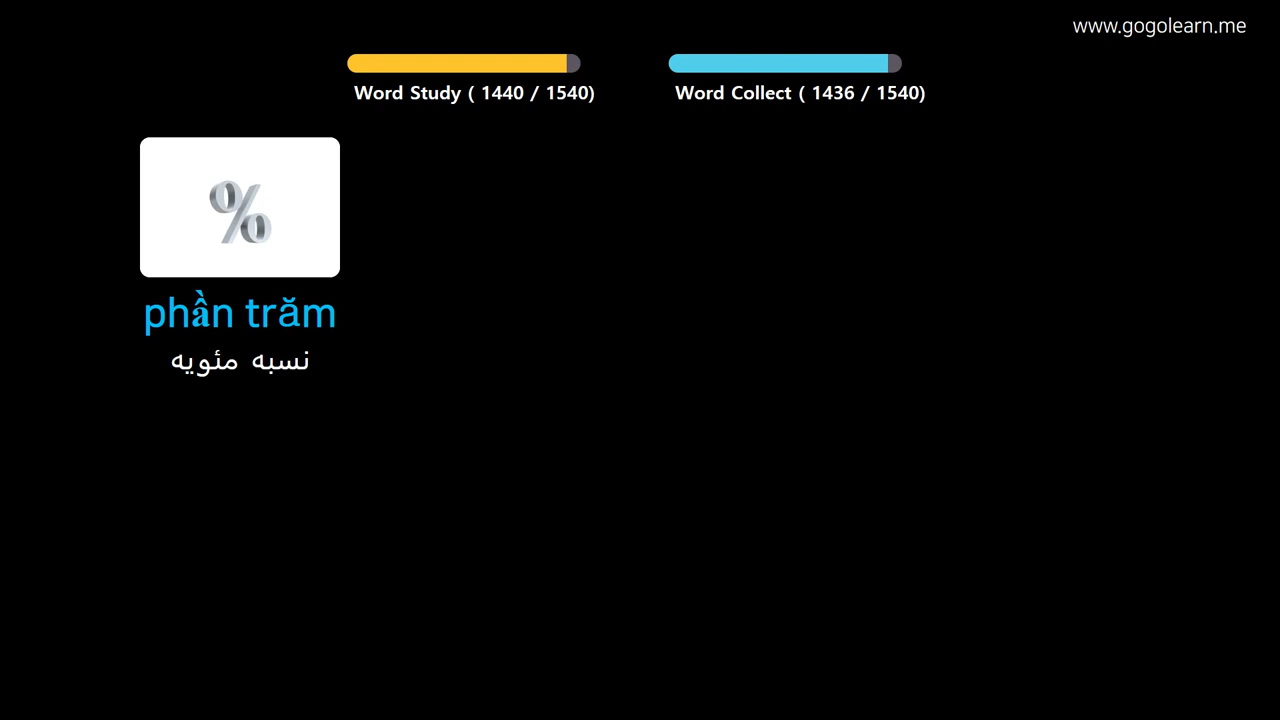 www.gogolearn.me
Word Study ( 1440 / 1540)
Word Collect ( 1436 / 1540)
%
phần trăm
نسبه مئويه